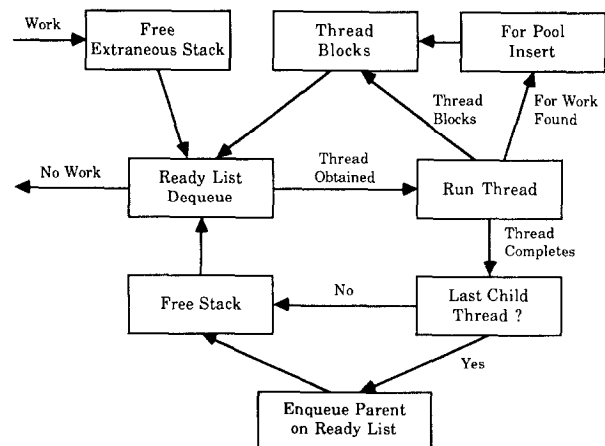 Work
Free
Extraneous Stack
Thread
Blocks
For Pool
Insert
Thread
Blocks
For Work
Found
No Work
Ready List
Dequeue
Thread
Obtained
Run Thread
Thread
Completes
Free Stack
No
Last Child
Thread ?
Yes
Enqueue Parent
on Ready List